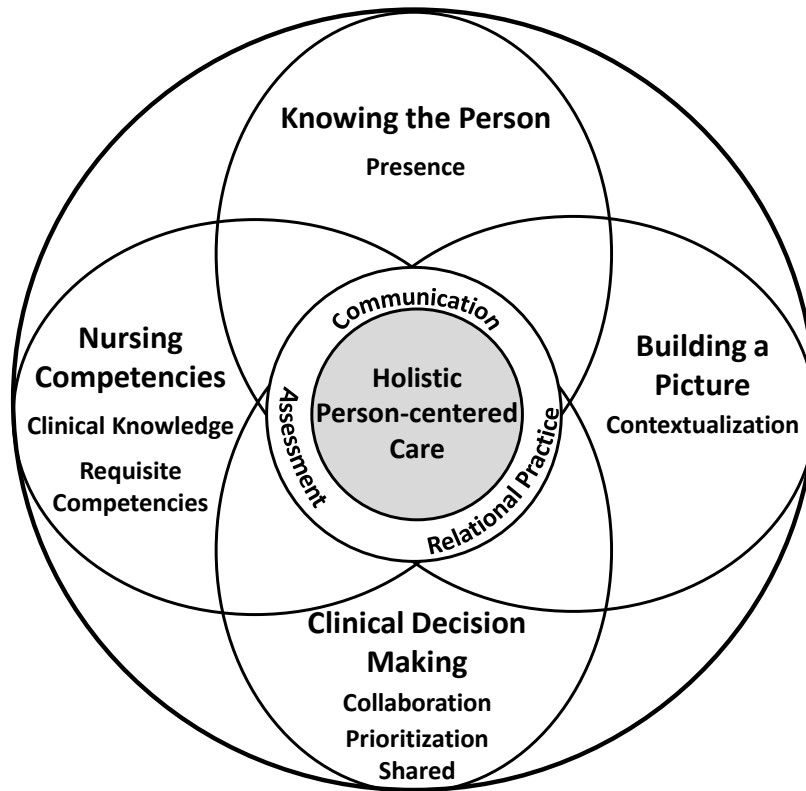 Knowing the Person
Presence
Communication
Assessment
Relational Practice
Holistic
Person-centered
Care
Nursing
Competencies
Clinical Knowledge
Requisite
Competencies
Building a
Picture
Contextualization
Clinical Decision
Making
Collaboration
Prioritization
Shared